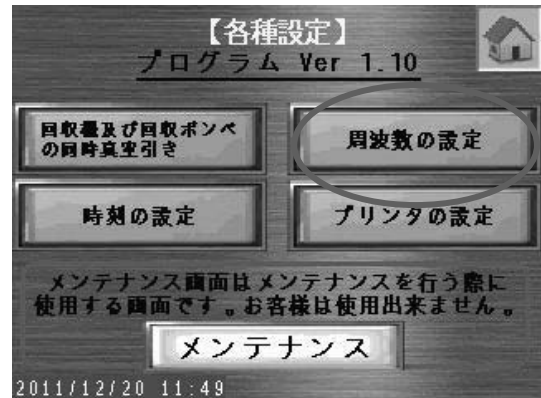 【各種設定】
プログラム Ver 1.10
回収量及び回収ボンベ
の同時真空引き
周波数の設定
時刻の設定
プリンタの設定
メンテナンス画面はメンテナンスを行う際に
使用する画面です。お客様は使用出来ません。
メンテナンス
2011/12/20 11:49